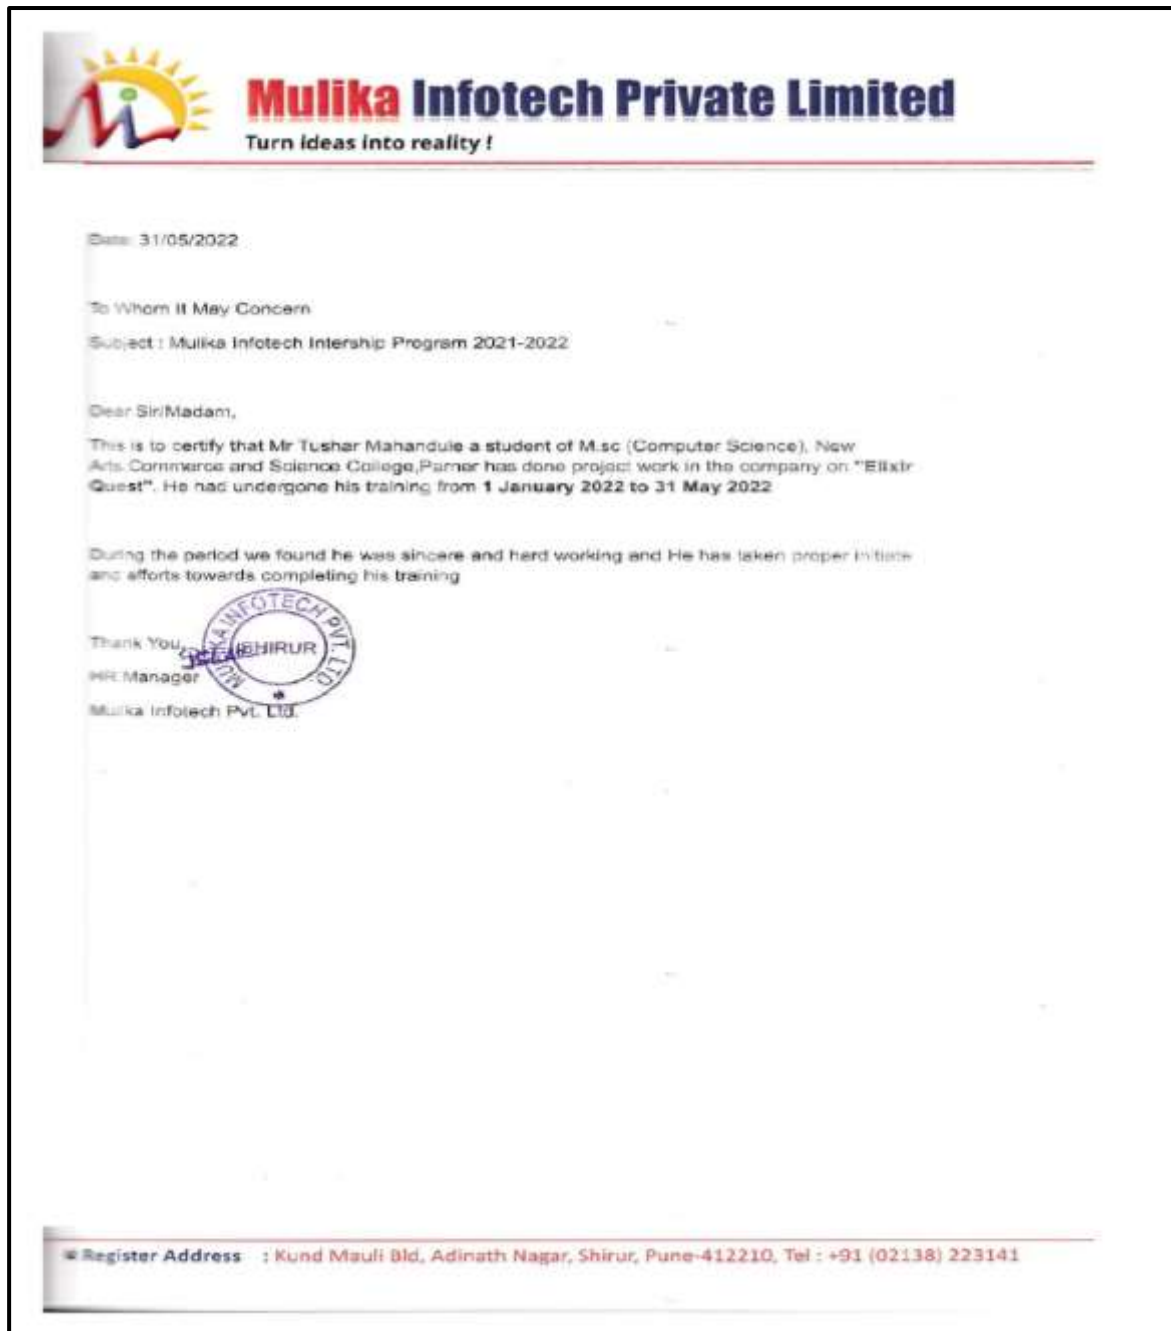 Mulika Infotech Private Limited
Turn ideas into reality !
Date: 31/05/2022
To Whom It May Concern
Subject : Mulika Infotech Intership Program 2021-2022
Dear Sir/Madam,
This is to certify that Mr Tushar Mahandule a student of M.sc (Computer Science), New
Arts,Commerce and Science College,Parner has done project work in the company on "Elixir
Quest". He had undergone his training from 1 January 2022 to 31 May 2022
During the period we found he was sincere and hard working and He has taken proper
and efforts towards completing his training
Thank You,
HR Manager
Mulika Infotech Pvt. Ltd.
MULIKA INFOTECH PVT. LTD.
SHIRUR
Register Address : Kund Mauli Bld, Adinath Nagar, Shirur, Pune-412210, Tel : +91 (02138) 223141